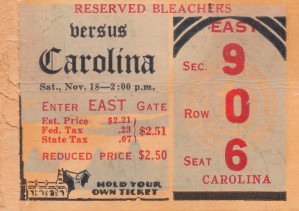 RESERVED BLEACHERS
versus
Carolina
Sat., Nov. 18—2:00 p.m.
ENTER EAST GATE
Est. Price $2.21
Fed. Tax .23
State Tax .07
$2.51
REDUCED PRICE $2.50
HOLD YOUR
OWN TICKET
EAST
SEC. 9
ROW 0
SEAT 6
CAROLINA